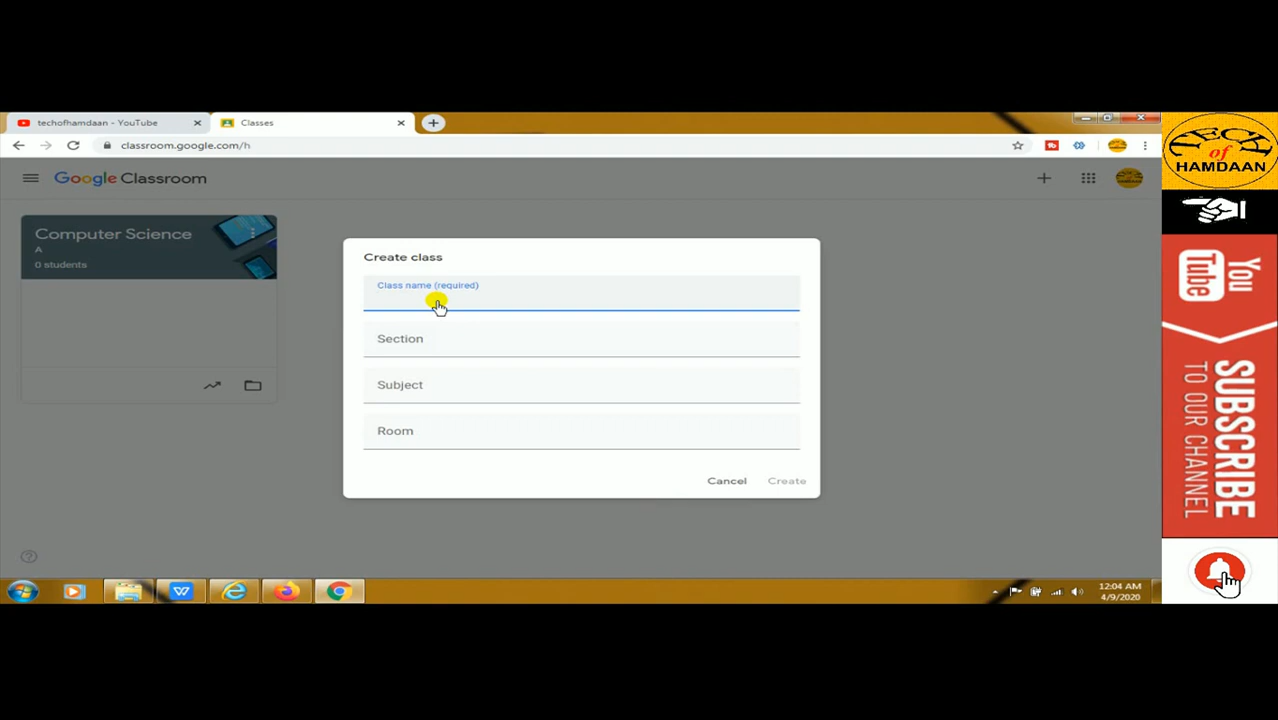 techofhamdaan - YouTube
Classes
classroom.google.com/h
Google Classroom
Computer Science
A
0 students
Create class
Class name (required)
Section
Subject
Room
Cancel
Create
12:04 AM
4/9/2020
TECH
of
HAMDAAN
You
Tube
SUBSCRIBE
TO OUR CHANNEL